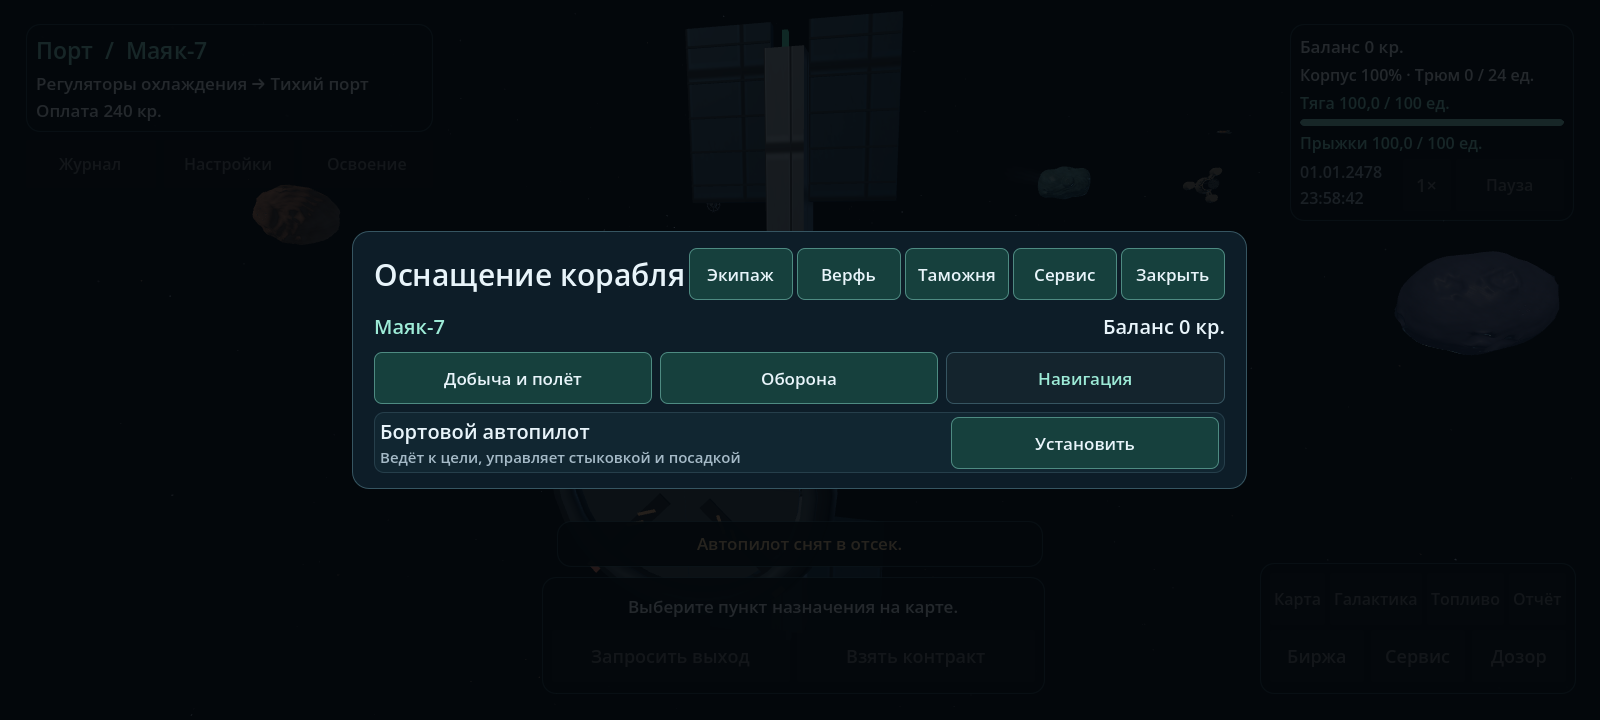 Порт / Маяк-7
Регуляторы охлаждения → Тихий порт
Оплата 240 кр.
Журнал
Настройки
Освоение
Баланс 0 кр.
Корпус 100% · Трюм 0 / 24 ед.
Тяга 100,0 / 100 ед.
Прыжки 100,0 / 100 ед.
01.01.2478
23:58:42
1×
Пауза
Оснащение корабля
Экипаж
Верфь
Таможня
Сервис
Закрыть
Маяк-7
Баланс 0 кр.
Добыча и полёт
Оборона
Навигация
Бортовой автопилот
Ведёт к цели, управляет стыковкой и посадкой
Установить
Автопилот снят в отсек.
Выберите пункт назначения на карте.
Запросить выход
Взять контракт
Карта
Галактика
Топливо
Отчёт
Биржа
Сервис
Дозор